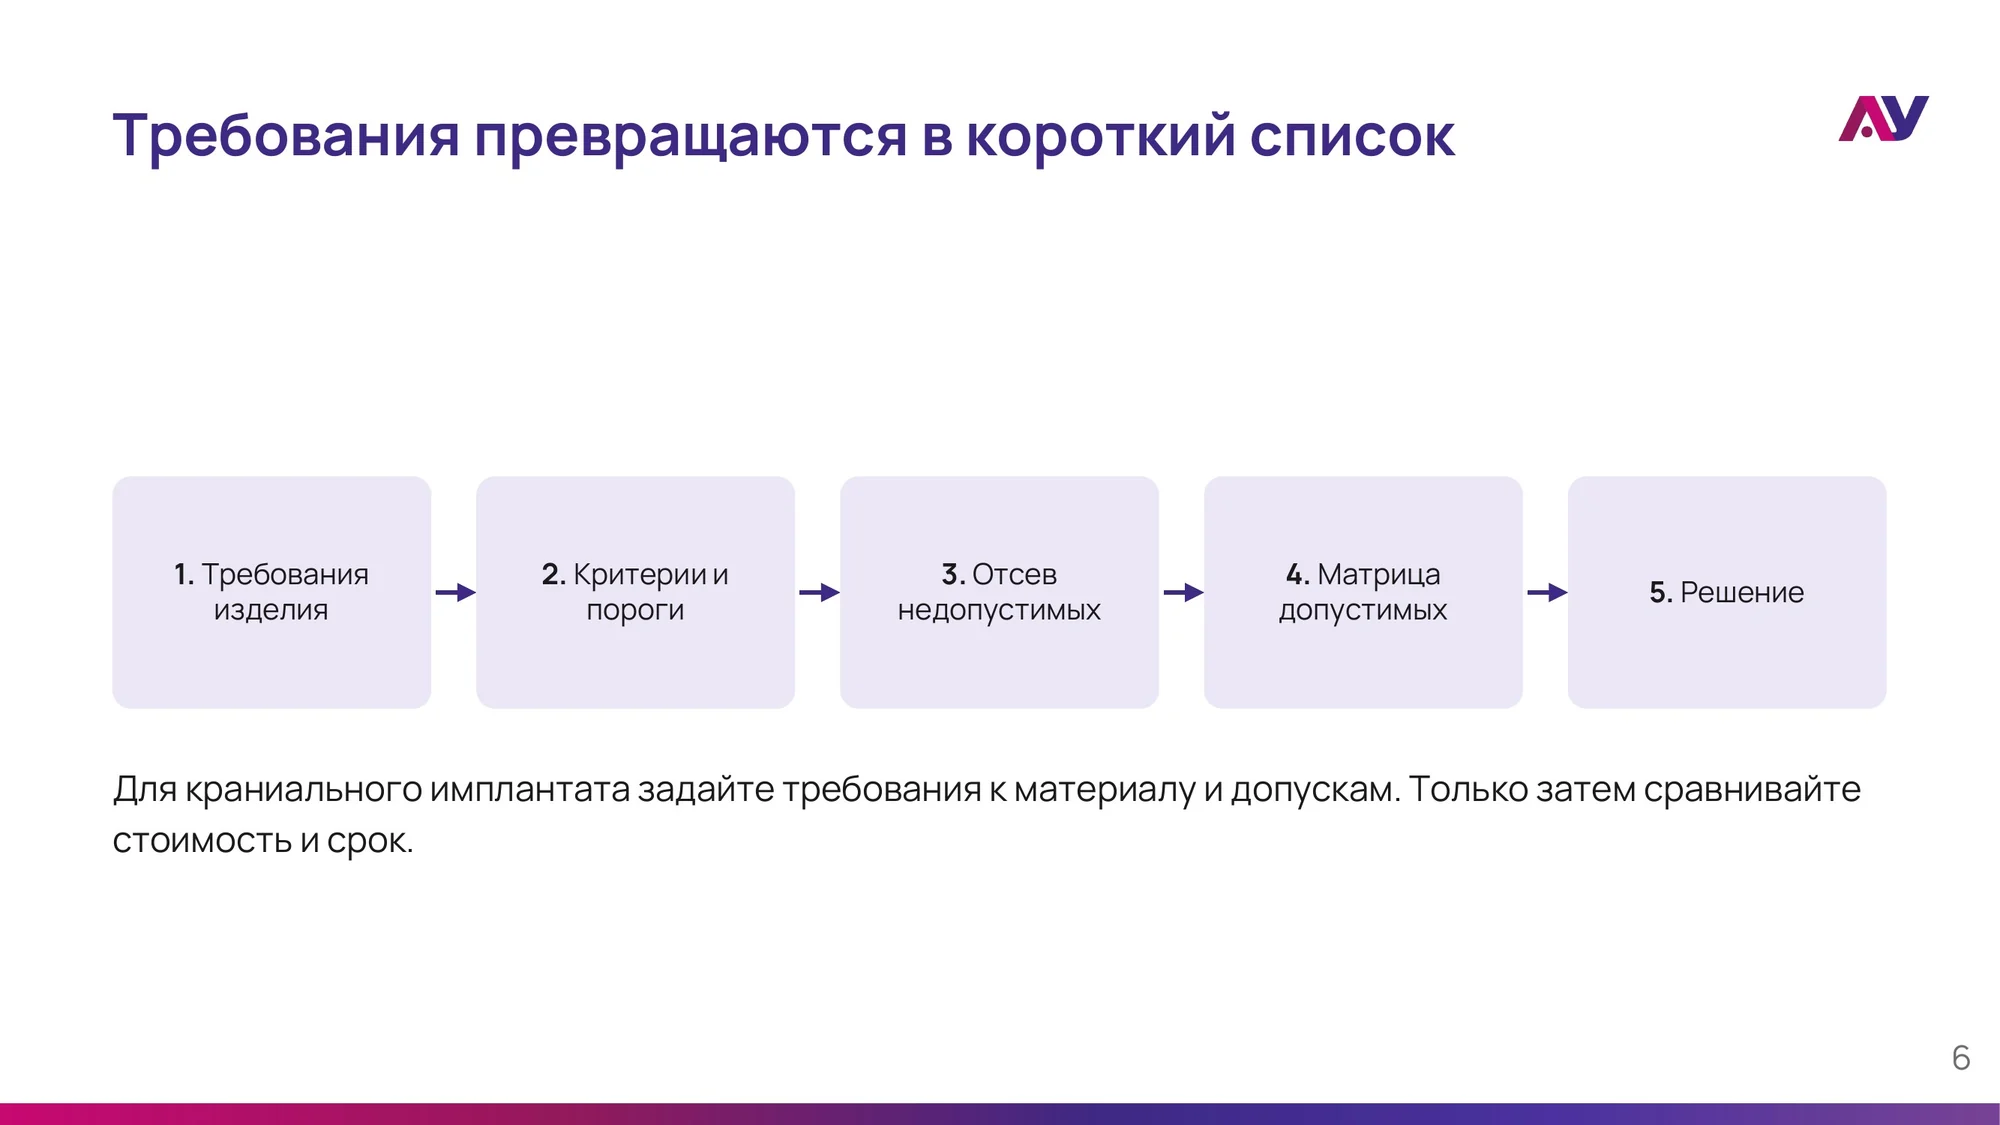 Требования превращаются в короткий список
АУ
1. Требования
изделия
2. Критерии и
пороги
3. Отсев
недопустимых
4. Матрица
допустимых
5. Решение
Для краниального имплантата задайте требования к материалу и допускам. Только затем сравнивайте
стоимость и срок.
6